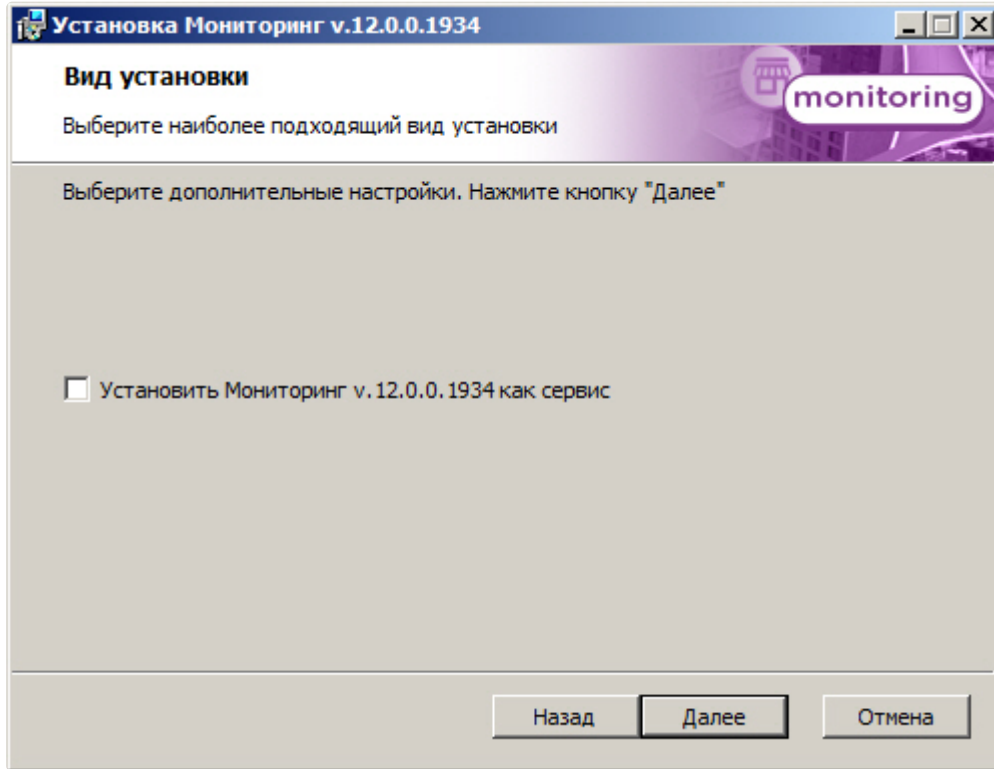 Установка Мониторинг v.12.0.0.1934
Вид установки
Выберите наиболее подходящий вид установки
monitoring
Выберите дополнительные настройки. Нажмите кнопку "Далее"
Установить Мониторинг v.12.0.0.1934 как сервис
Назад
Далее
Отмена